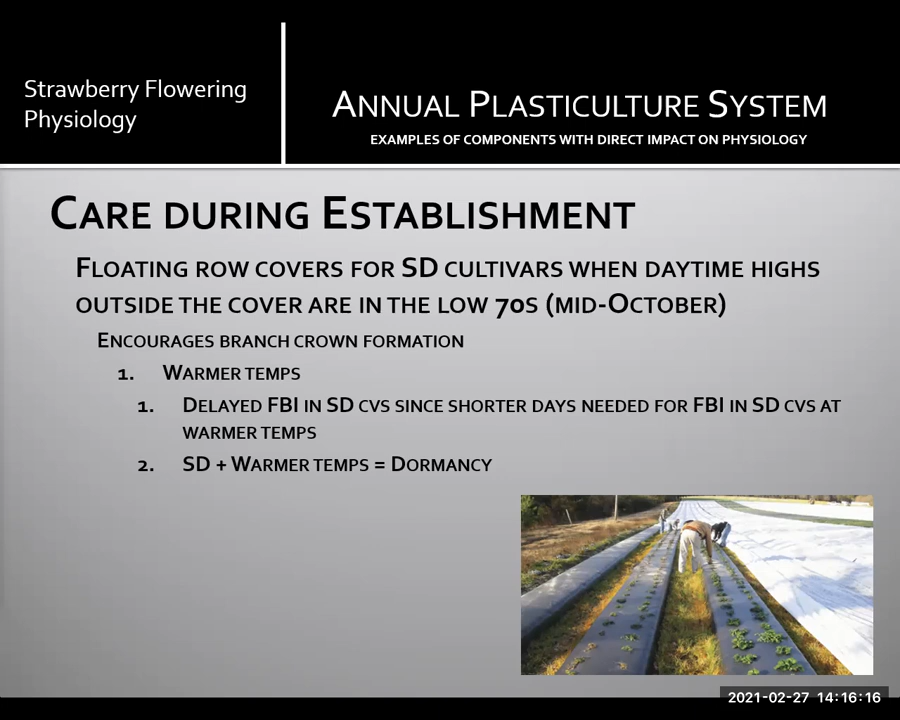 Strawberry Flowering
Physiology
Annual Plasticulture System
examples of components with direct impact on physiology
Care during Establishment
Floating row covers for SD cultivars when daytime highs
outside the cover are in the low 70s (mid-October)
Encourages branch crown formation
1. Warmer temps
1. Delayed FBI in SD cvs since shorter days needed for FBI in SD cvs at
warmer temps
2. SD + Warmer temps = Dormancy
2021-02-27 14:16:16